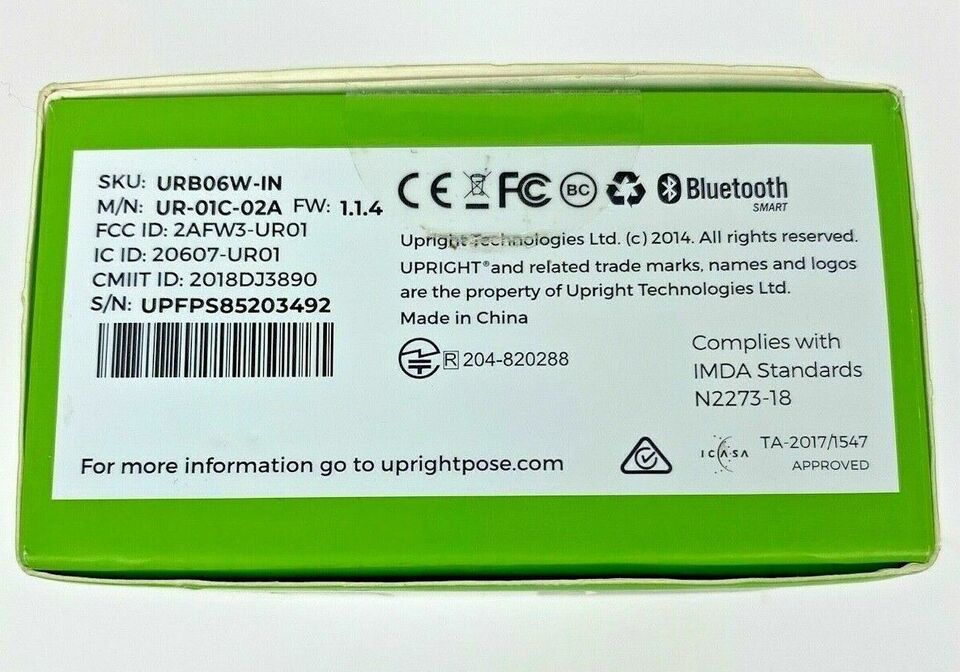 SKU: URB06W-IN
M/N: UR-01C-02A FW: 1.1.4
FCC ID: 2AFW3-UR01
IC ID: 20607-UR01
CMIIT ID: 2018DJ3890
S/N: UPFPS85203492
CE FC BC Bluetooth
SMART
Upright Technologies Ltd. (c) 2014. All rights reserved.
UPRIGHT® and related trade marks, names and logos
are the property of Upright Technologies Ltd.
Made in China
R 204-820288
Complies with
IMDA Standards
N2273-18
ICASA TA-2017/1547
APPROVED
For more information go to uprightpose.com